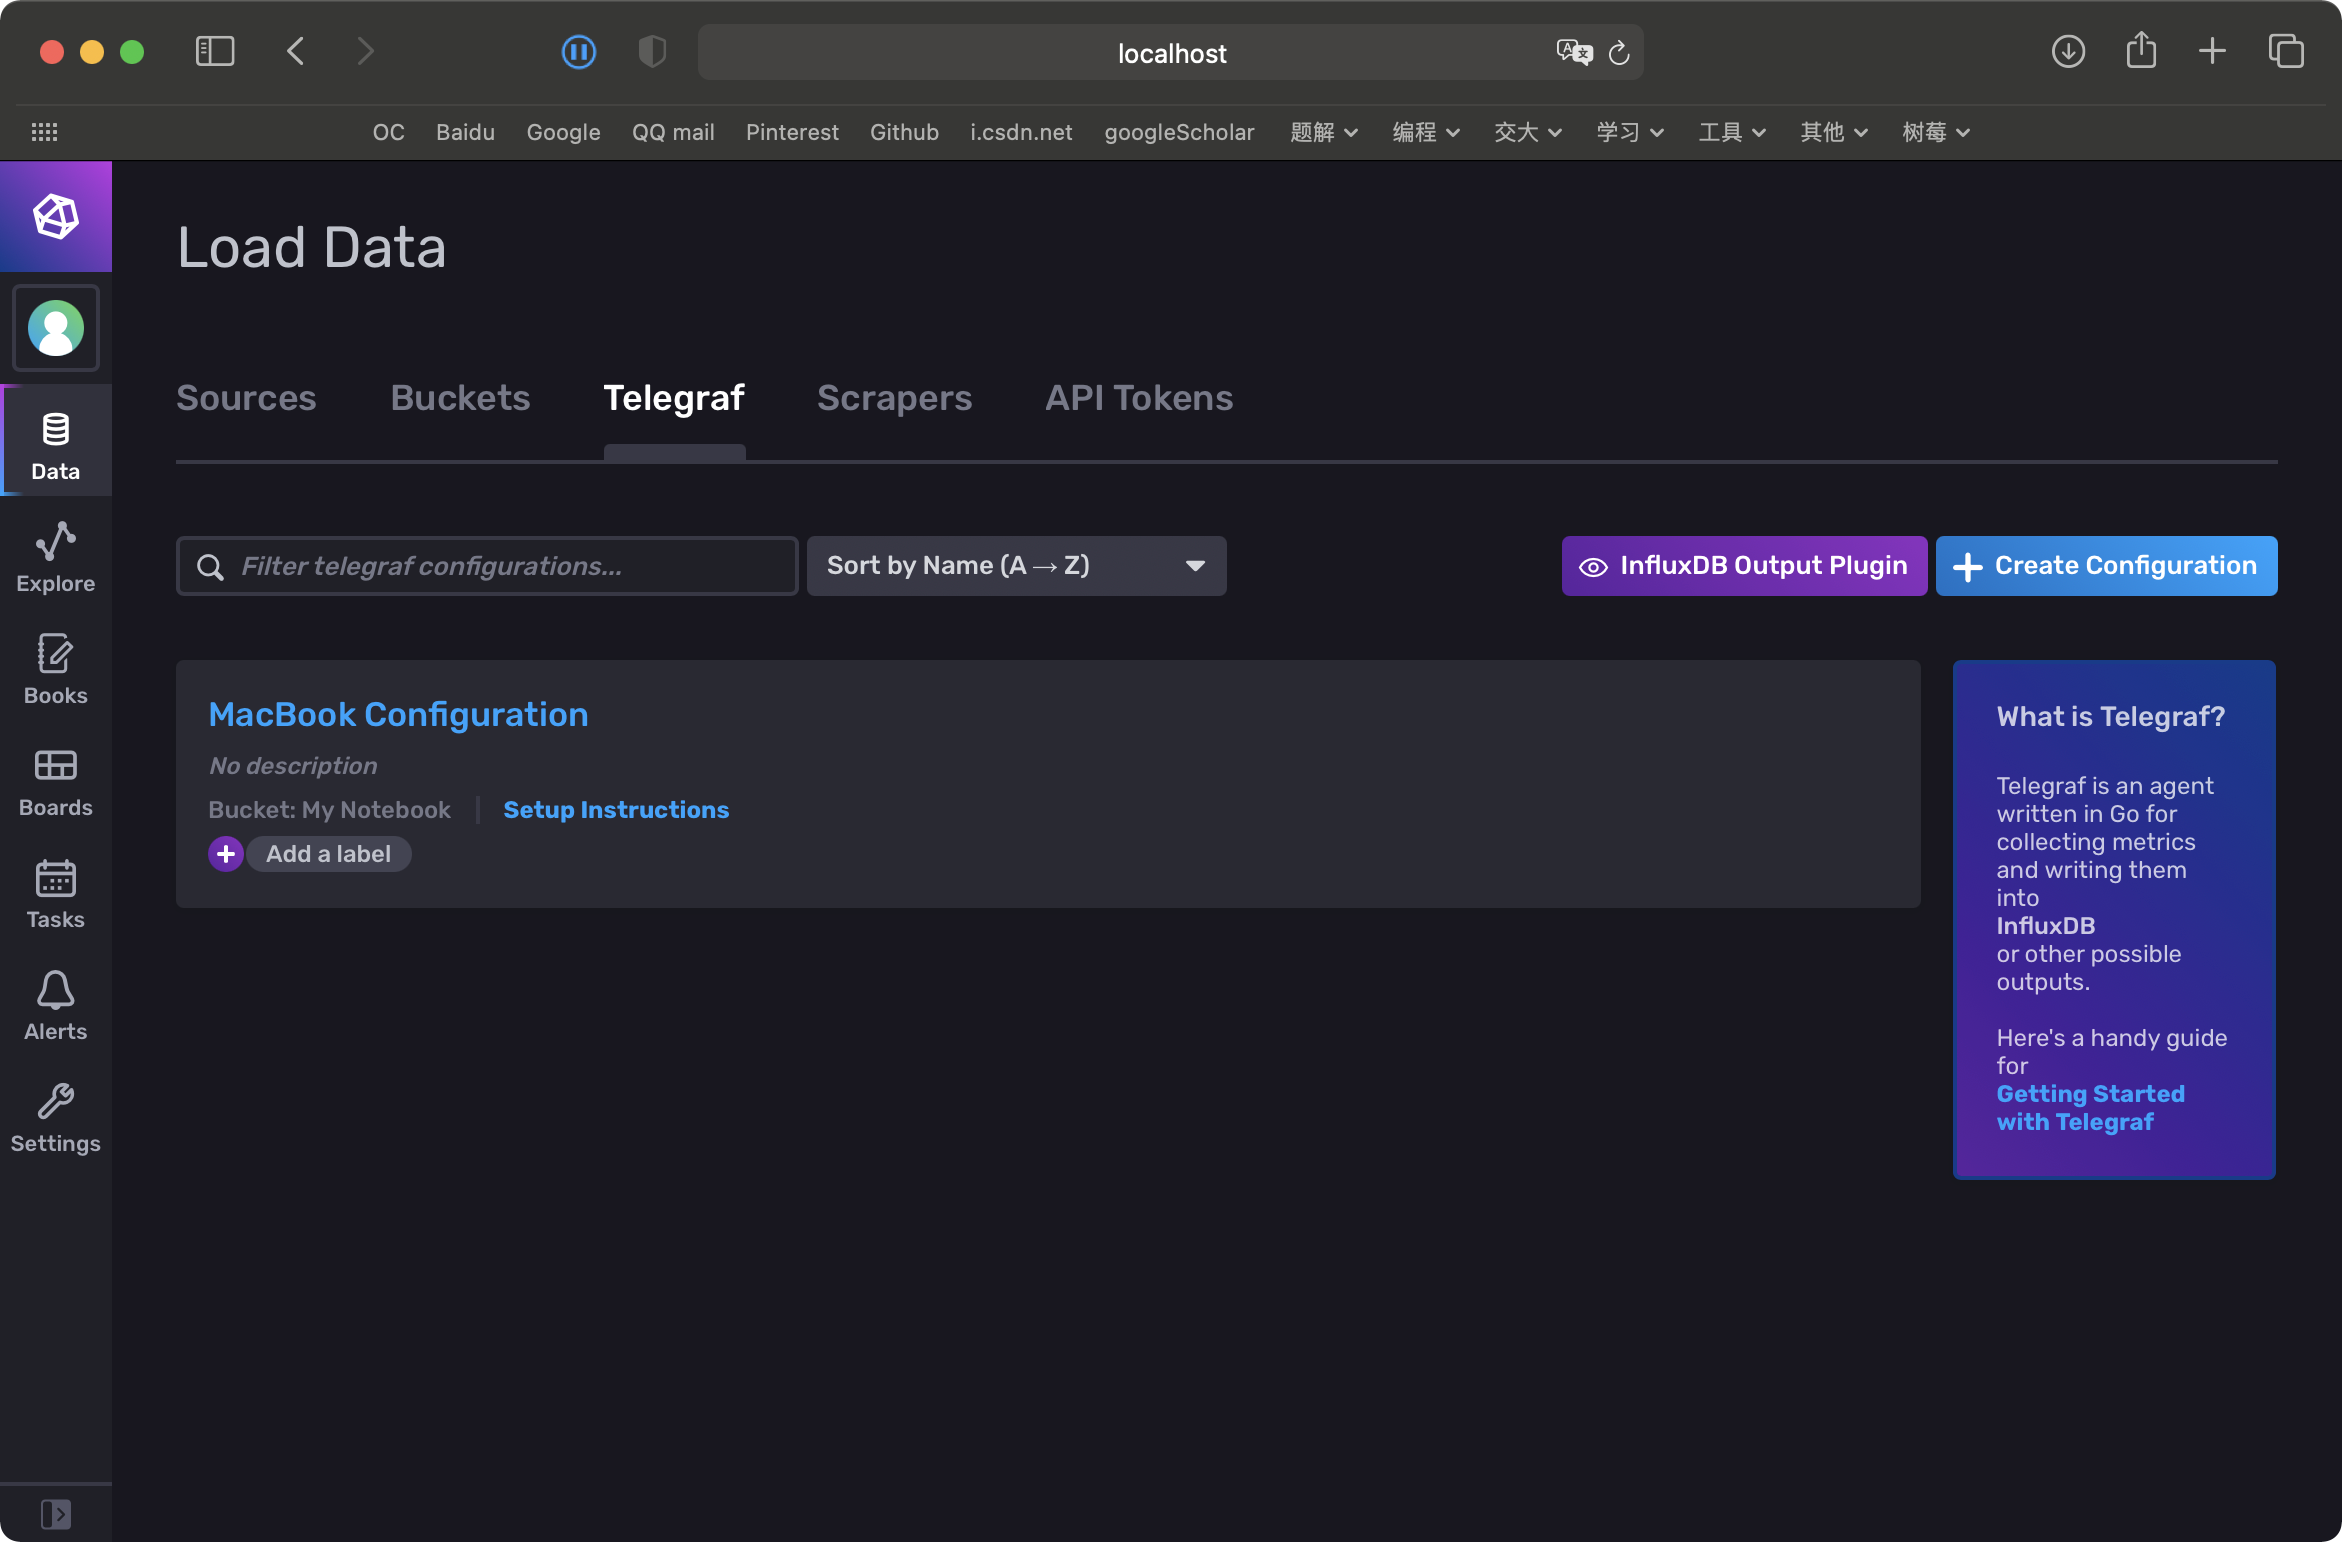 localhost
OC Baidu Google QQ mail Pinterest Github i.csdn.net googleScholar 题解 编程 交大 学习 工具 其他 树莓
Load Data
Sources Buckets Telegraf Scrapers API Tokens
Data
Explore
Books
Boards
Tasks
Alerts
Settings
Filter telegraf configurations...
Sort by Name (A → Z)
InfluxDB Output Plugin
Create Configuration
MacBook Configuration
No description
Bucket: My Notebook
Setup Instructions
Add a label
What is Telegraf?
Telegraf is an agent
written in Go for
collecting metrics
and writing them
into
InfluxDB
or other possible
outputs.
Here's a handy guide
for
Getting Started
with Telegraf